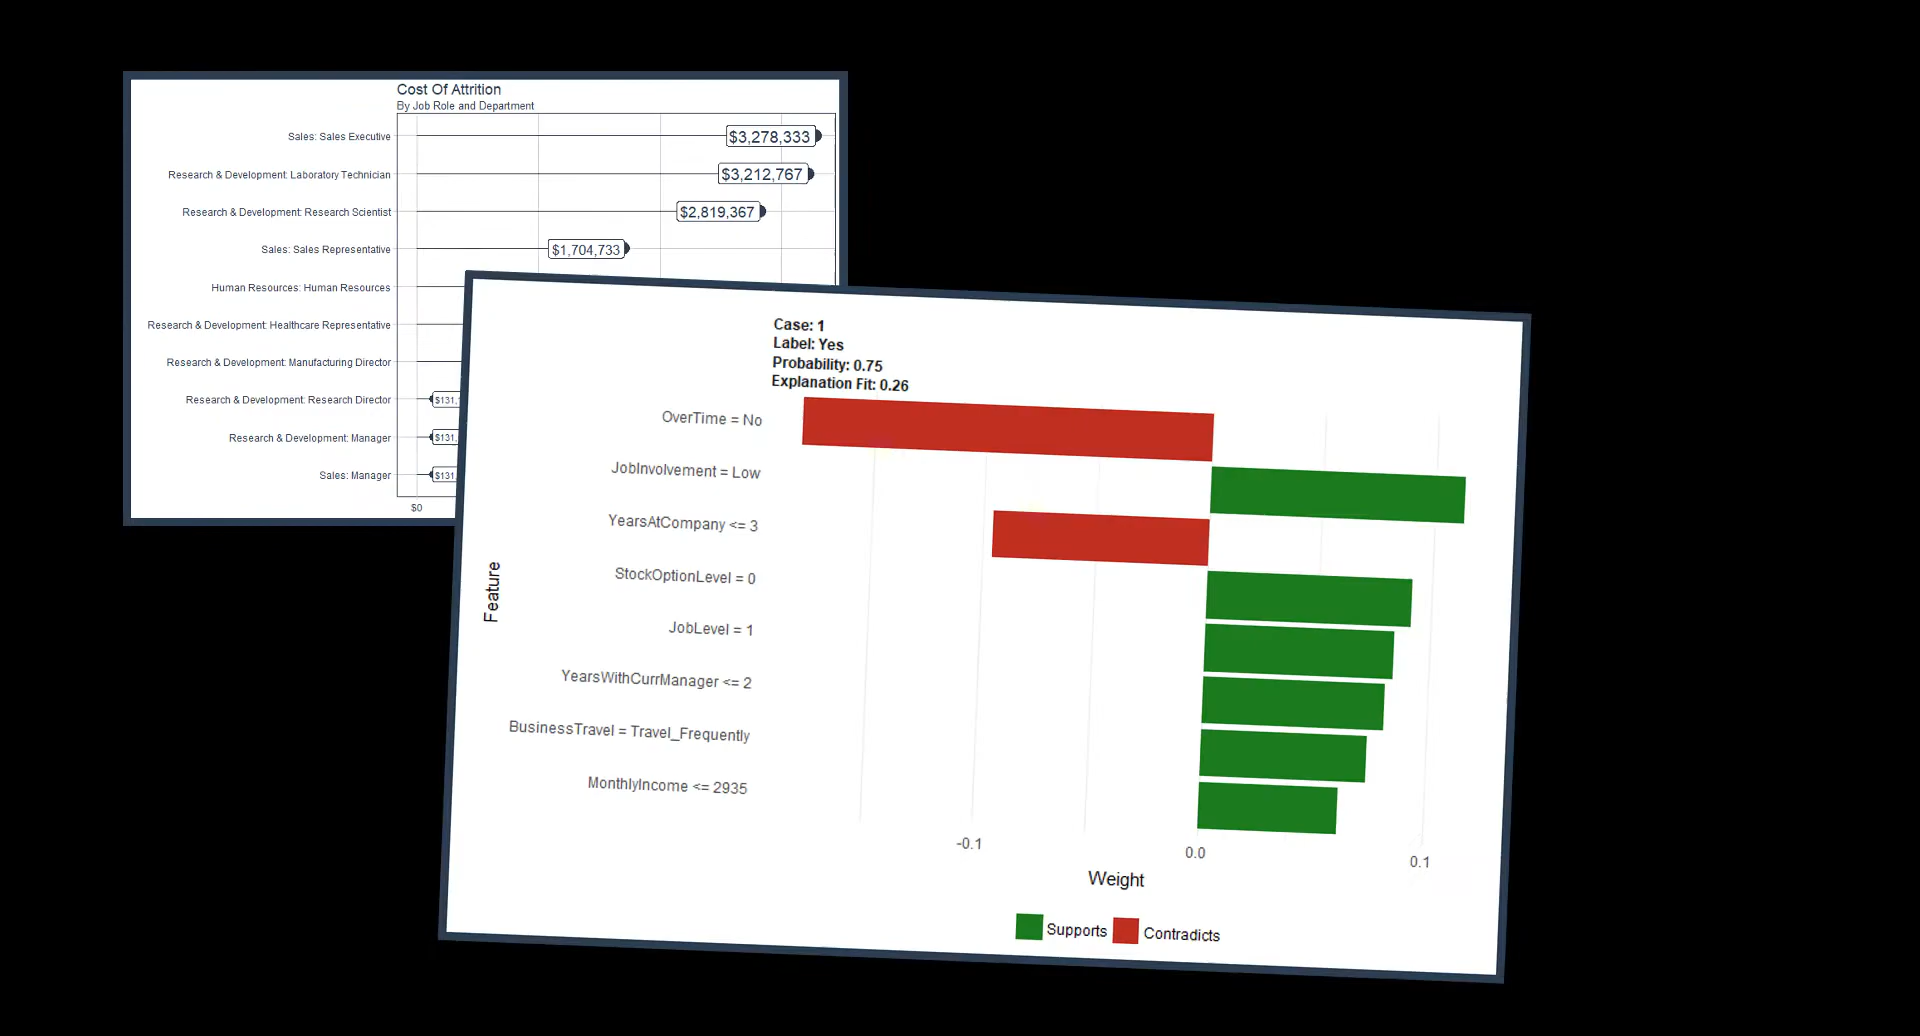 Cost Of Attrition
By Job Role and Department
Sales: Sales Executive
$3,278,333
Research & Development: Laboratory Technician
$3,212,767
Research & Development: Research Scientist
$2,819,367
Sales: Sales Representative
$1,704,733
Human Resources: Human Resources
Research & Development: Healthcare Representative
Research & Development: Manufacturing Director
Research & Development: Research Director
$131,
Research & Development: Manager
$131,
Sales: Manager
$131,
$0
Case: 1
Label: Yes
Probability: 0.75
Explanation Fit: 0.26
OverTime = No
JobInvolvement = Low
YearsAtCompany <= 3
StockOptionLevel = 0
JobLevel = 1
YearsWithCurrManager <= 2
BusinessTravel = Travel_Frequently
MonthlyIncome <= 2935
Feature
-0.1
0.0
0.1
Weight
Supports
Contradicts